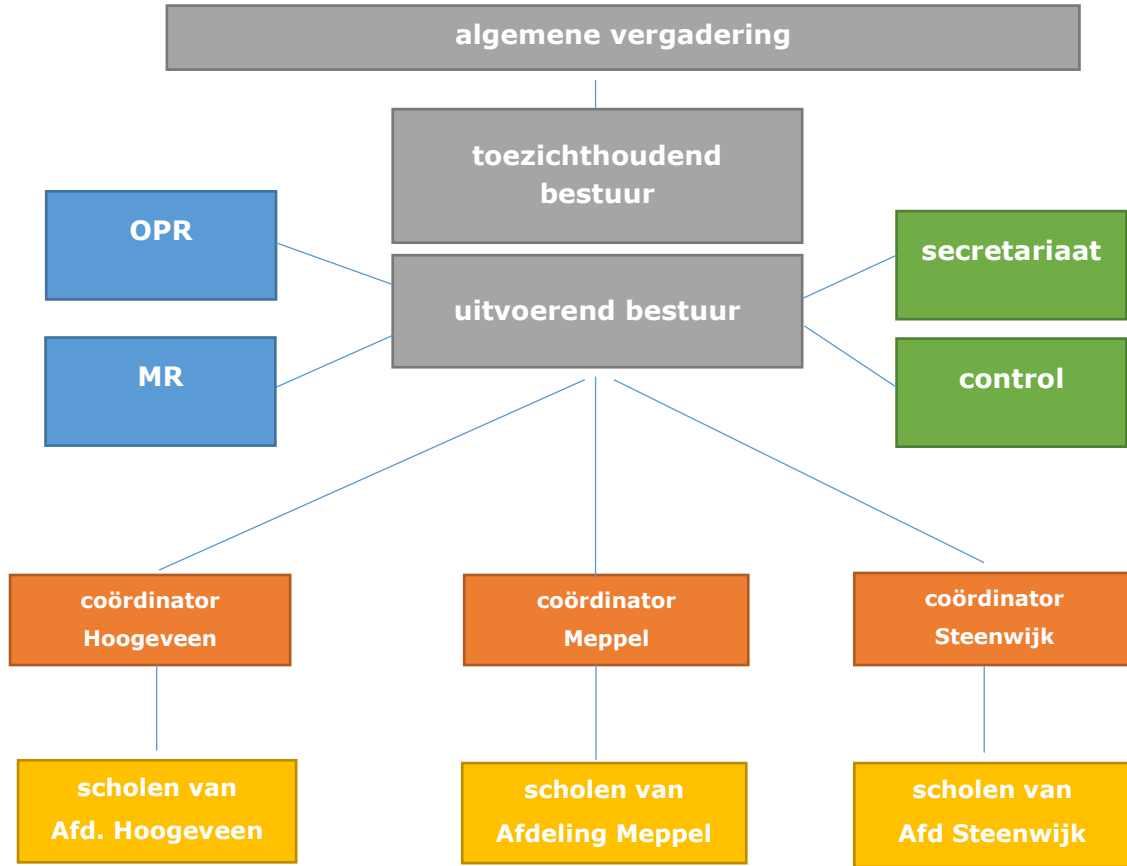 algemene vergadering
toezichthoudend
bestuur
OPR
secretariaat
uitvoerend bestuur
MR
control
coördinator
Hoogeveen
coördinator
Meppel
coördinator
Steenwijk
scholen van
Afd. Hoogeveen
scholen van
Afdeling Meppel
scholen van
Afd Steenwijk